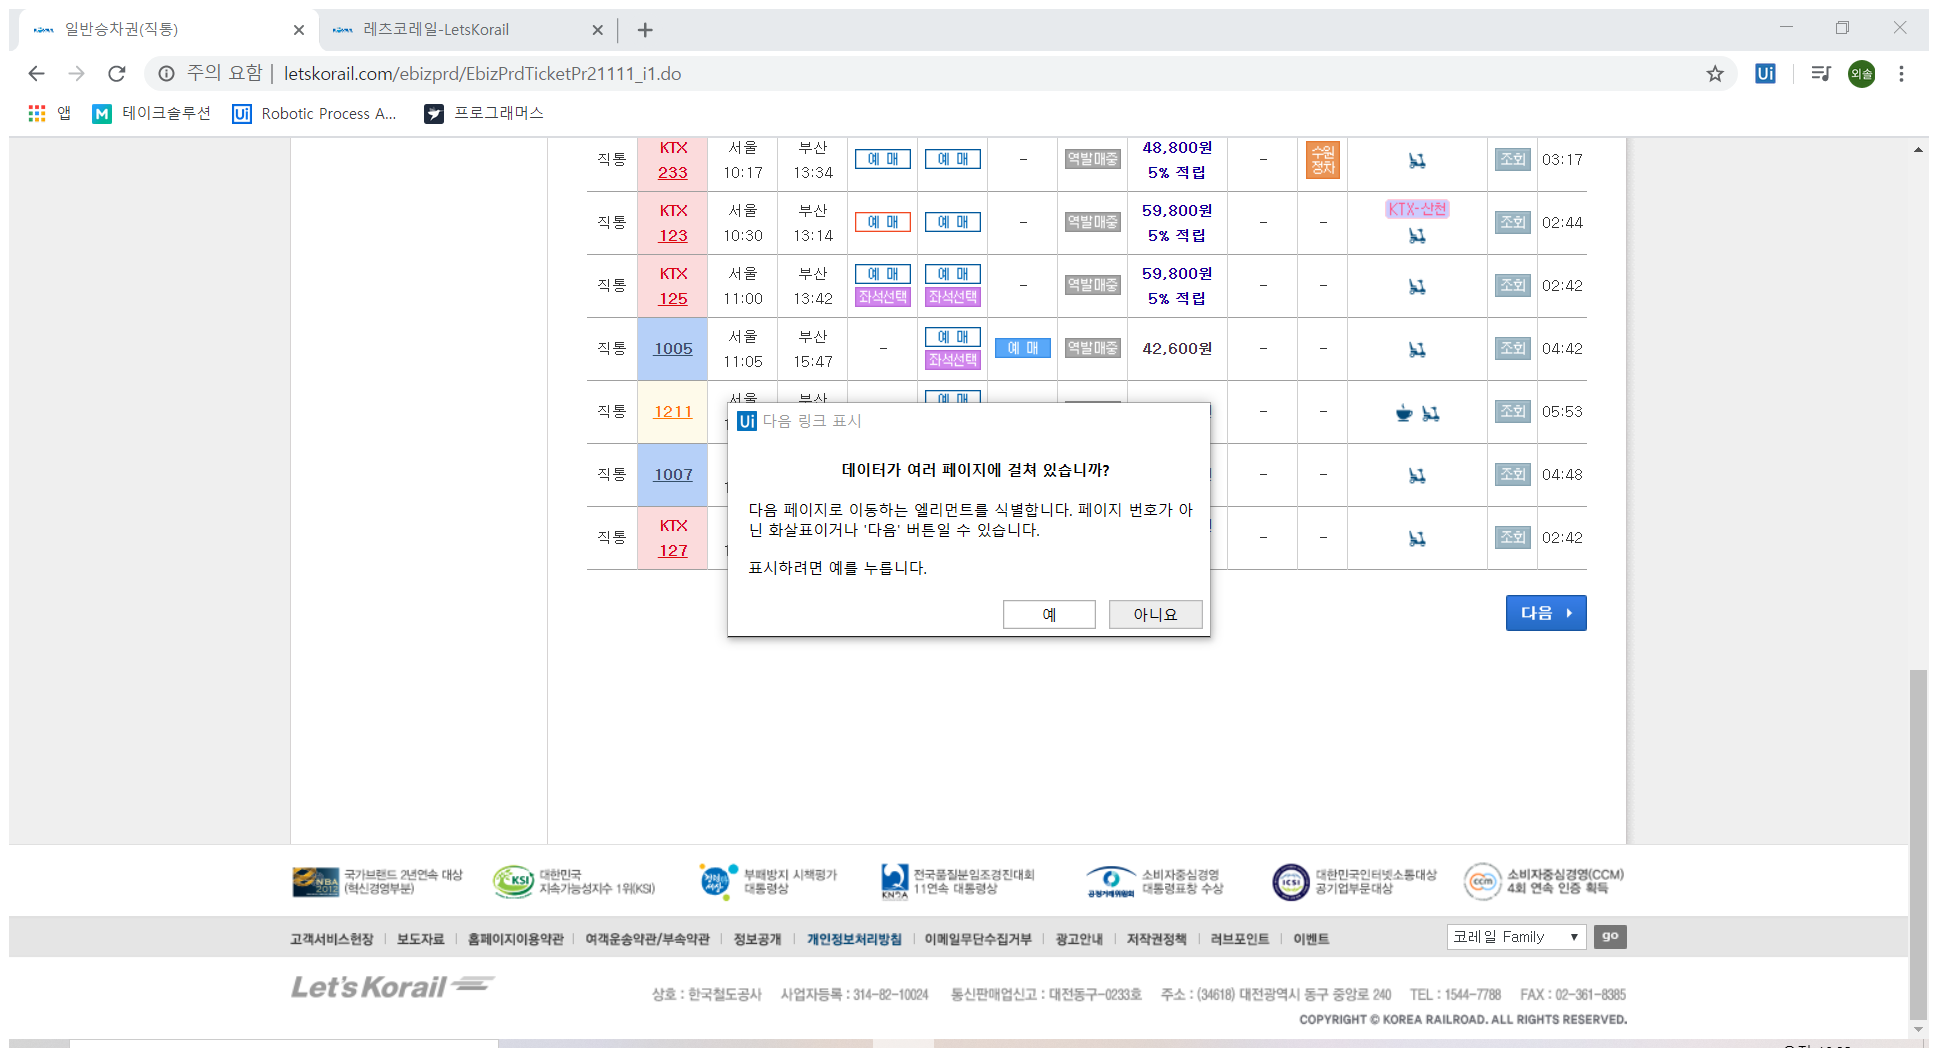 일반승차권(직통)
레츠코레일-LetsKorail
주의 요함 | letskorail.com/ebizprd/EbizPrdTicketPr21111_i1.do
Ui
외솔
앱
M 테이크솔루션
Ui Robotic Process A...
프로그래머스
직통 KTX 233 서울 10:17 부산 13:34 예 매 예 매 - 역발매중 48,800원 5% 적립 - 수원정차 조회 03:17
직통 KTX 123 서울 10:30 부산 13:14 예 매 예 매 - 역발매중 59,800원 5% 적립 - - KTX-산천 조회 02:44
직통 KTX 125 서울 11:00 부산 13:42 예 매 좌석선택 예 매 좌석선택 - 역발매중 59,800원 5% 적립 - - 조회 02:42
직통 1005 서울 11:05 부산 15:47 - 예 매 좌석선택 예 매 역발매중 42,600원 - - 조회 04:42
직통 1211 서울 부산 예 매 - - 조회 05:53
직통 1007 - - 조회 04:48
직통 KTX 127 - - 조회 02:42
Ui 다음 링크 표시
데이터가 여러 페이지에 걸쳐 있습니까?
다음 페이지로 이동하는 엘리먼트를 식별합니다. 페이지 번호가 아
닌 화살표이거나 '다음' 버튼일 수 있습니다.
표시하려면 예를 누릅니다.
예 아니요
다음
NBA 2012 국가브랜드 2년연속 대상
(혁신경영부문)
KSI 대한민국
지속가능성지수 1위(KSI)
부패방지 시책평가
대통령상
KNQA 전국품질분임조경진대회
11년연속 대통령상
공정거래위원회 소비자중심경영
대통령표창 수상
ICSI 대한민국인터넷소통대상
공기업부문대상
ccm 소비자중심경영(CCM)
4회 연속 인증 획득
고객서비스헌장 | 보도자료 | 홈페이지이용약관 | 여객운송약관/부속약관 | 정보공개 | 개인정보처리방침 | 이메일무단수집거부 | 광고안내 | 저작권정책 | 러브포인트 | 이벤트
코레일 Family go
Let's Korail
상호 : 한국철도공사 사업자등록 : 314-82-10024 통신판매업신고 : 대전동구-0233호 주소 : (34618) 대전광역시 동구 중앙로 240 TEL : 1544-7788 FAX : 02-361-8385
COPYRIGHT © KOREA RAILROAD. ALL RIGHTS RESERVED.